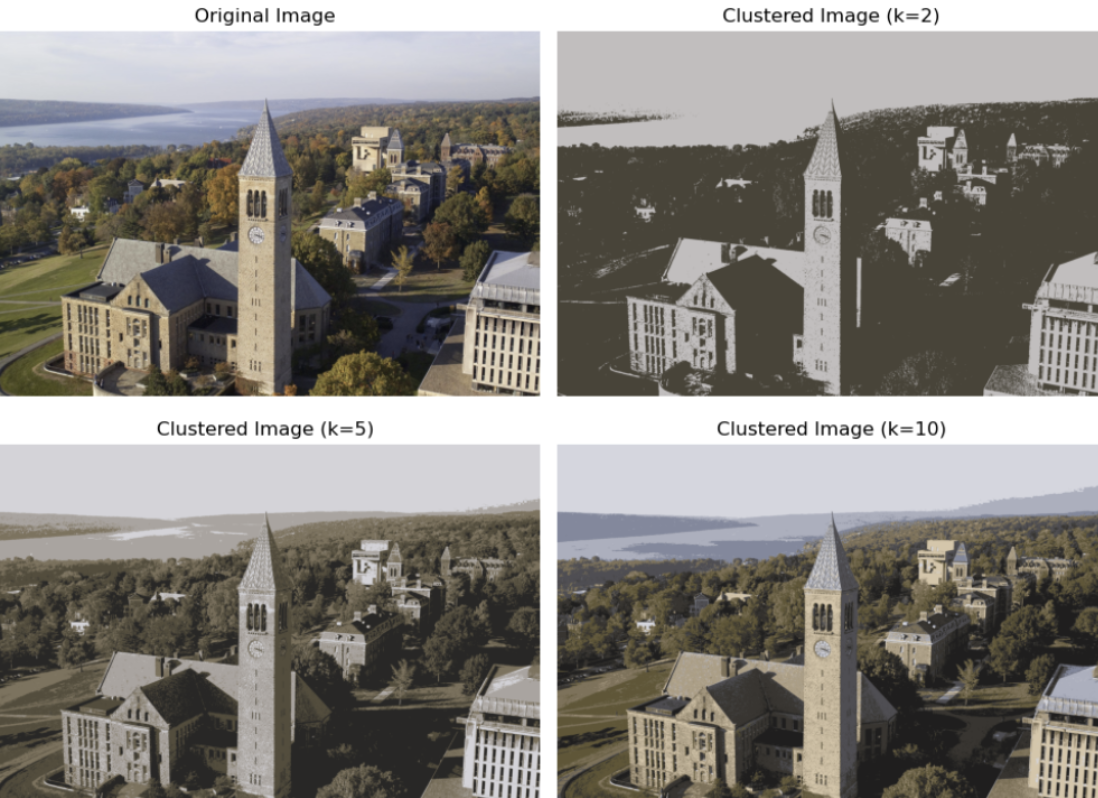 Original Image
Clustered Image (k=2)
Clustered Image (k=5)
Clustered Image (k=10)